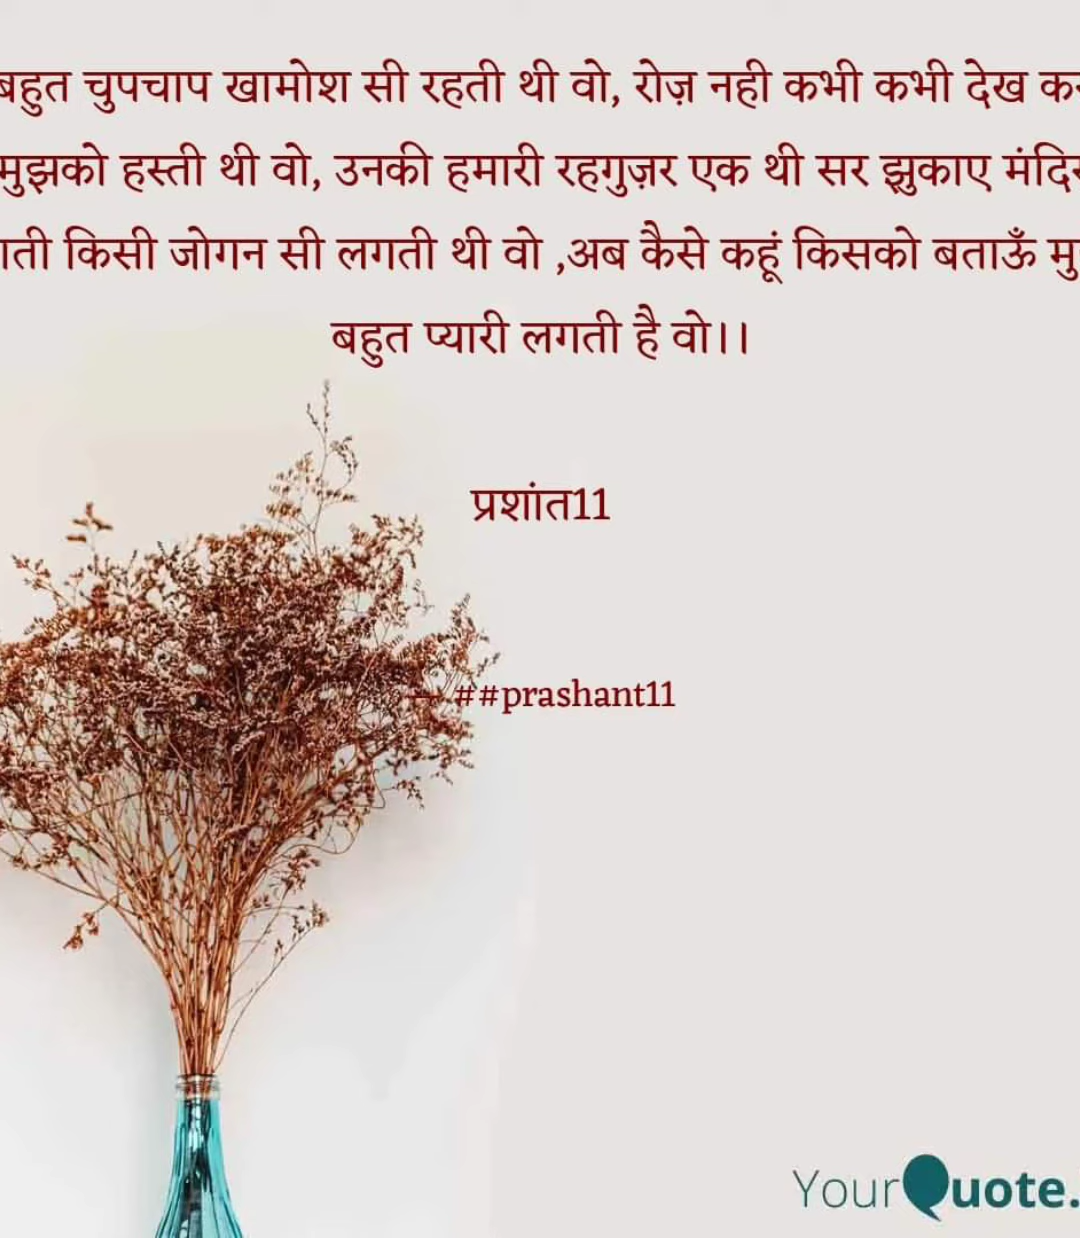 बहुत चुपचाप खामोश सी रहती थी वो, रोज़ नही कभी कभी देख
मुझको हस्ती थी वो, उनकी हमारी रहगुज़र एक थी सर झुकाए
किसी जोगन सी लगती थी वो ,अब कैसे कहूं किसको बताऊँ
बहुत प्यारी लगती है वो।।
प्रशांत11
— ##prashant11
YourQuote.